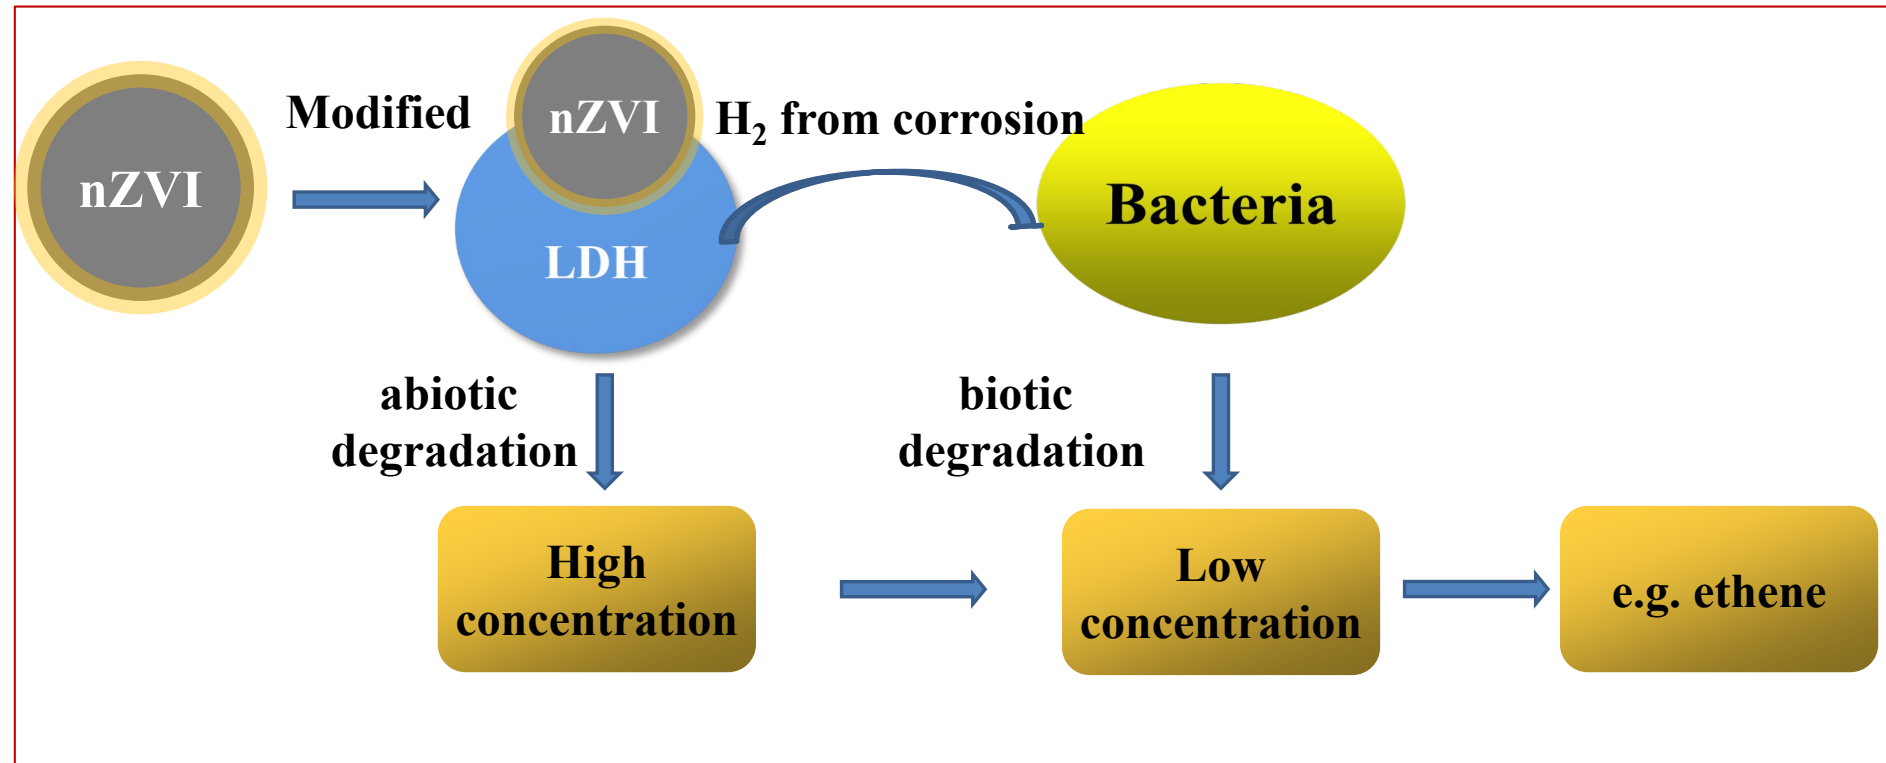 nZVI
Modified
nZVI
LDH
H₂ from corrosion
Bacteria
abiotic
degradation
biotic
degradation
High
concentration
Low
concentration
e.g. ethene